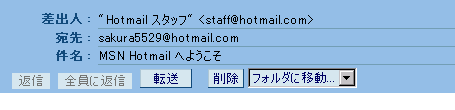 差出人： "Hotmail スタッフ" <staff@hotmail.com>
宛先： sakura5529@hotmail.com
件名： MSN Hotmail へようこそ
返信 全員に返信 転送 削除 フォルダに移動...